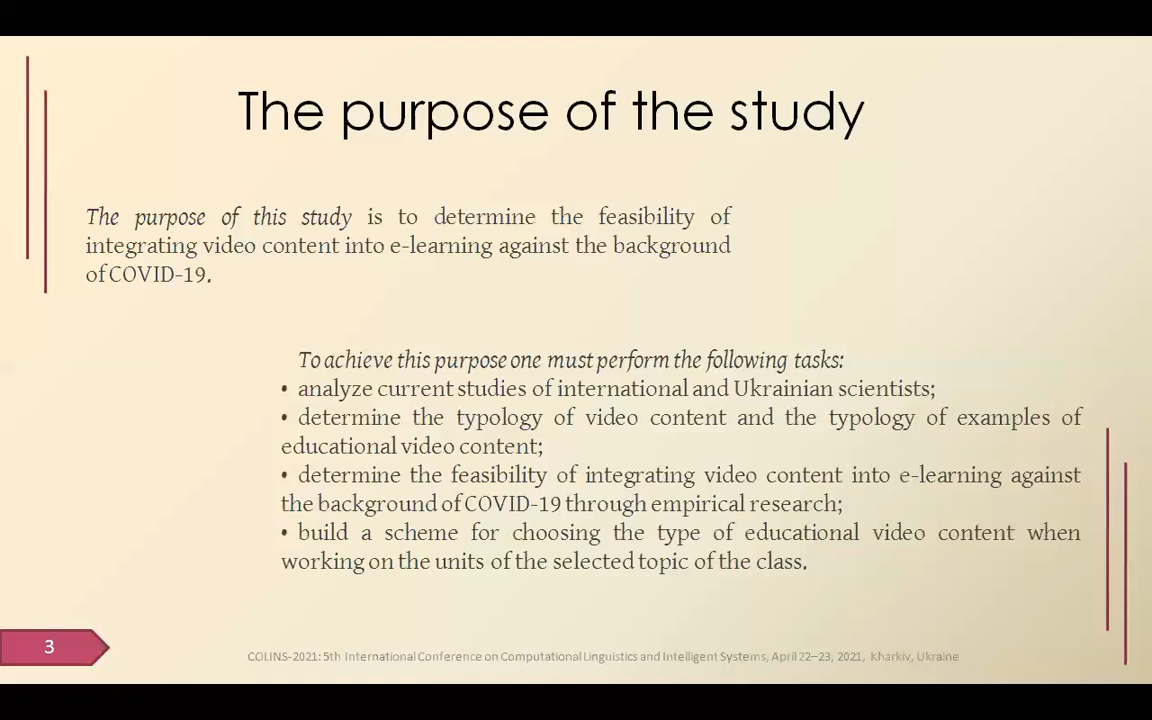 The purpose of the study
The purpose of this study is to determine the feasibility of
integrating video content into e-learning against the background
of COVID-19.
To achieve this purpose one must perform the following tasks:
• analyze current studies of international and Ukrainian scientists;
• determine the typology of video content and the typology of examples of
educational video content;
• determine the feasibility of integrating video content into e-learning against
the background of COVID-19 through empirical research;
• build a scheme for choosing the type of educational video content when
working on the units of the selected topic of the class.
3
COLINS-2021: 5th International Conference on Computational Linguistics and Intelligent Systems, April 22–23, 2021, Kharkiv, Ukraine